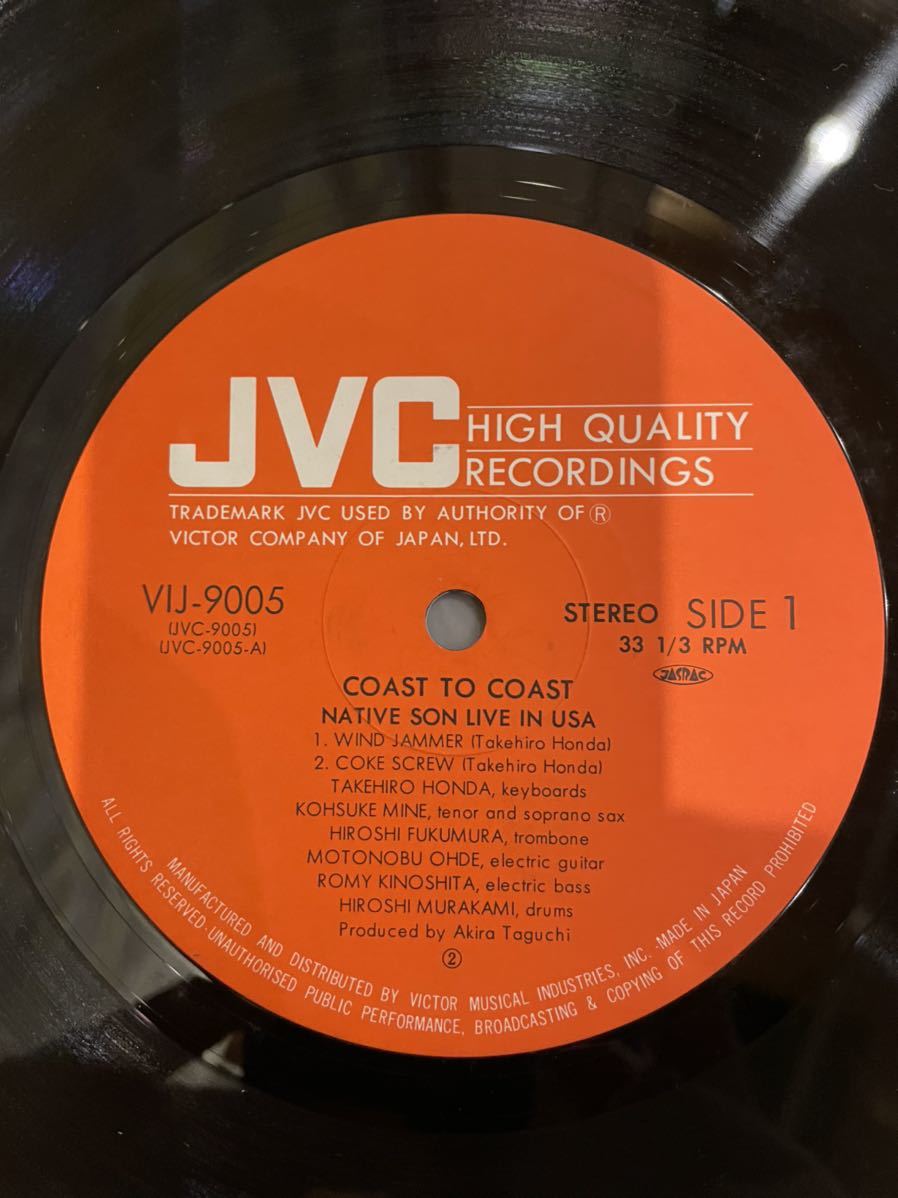 JVC HIGH QUALITY
RECORDINGS
TRADEMARK JVC USED BY AUTHORITY OF Ⓡ
VICTOR COMPANY OF JAPAN, LTD.
VIJ-9005
(JVC-9005)
(JVC-9005-A)
STEREO SIDE 1
33 1/3 RPM
JASRAC
COAST TO COAST
NATIVE SON LIVE IN USA
1. WIND JAMMER (Takehiro Honda)
2. COKE SCREW (Takehiro Honda)
TAKEHIRO HONDA, keyboards
KOHSUKE MINE, tenor and soprano sax
HIROSHI FUKUMURA, trombone
MOTONOBU OHDE, electric guitar
ROMY KINOSHITA, electric bass
HIROSHI MURAKAMI, drums
Produced by Akira Taguchi
②
MANUFACTURED AND DISTRIBUTED BY VICTOR MUSICAL INDUSTRIES, INC. · MADE IN JAPAN
ALL RIGHTS RESERVED · UNAUTHORISED PUBLIC PERFORMANCE, BROADCASTING & COPYING OF THIS RECORD PROHIBITED